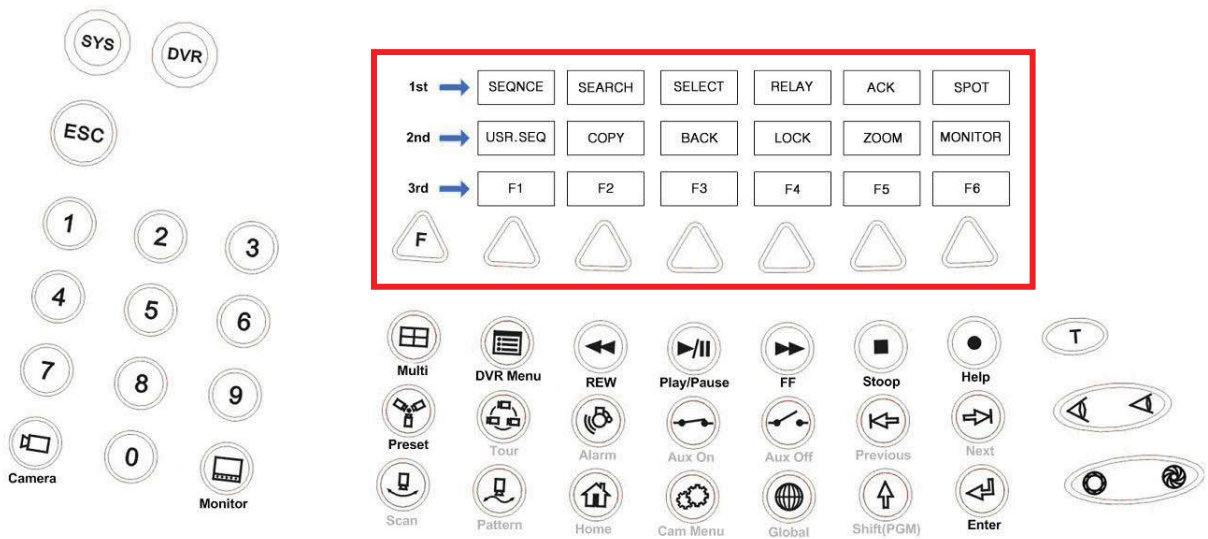 SYS DVR
ESC
1 2 3
4 5 6
7 8 9
0
Camera Monitor
1st SEQNCE SEARCH SELECT RELAY ACK SPOT
2nd USR.SEQ COPY BACK LOCK ZOOM MONITOR
3rd F1 F2 F3 F4 F5 F6
F
Multi DVR Menu REW Play/Pause FF Stoop Help
T
Preset Tour Alarm Aux On Aux Off Previous Next
Scan Pattern Home Cam Menu Global Shift(PGM) Enter